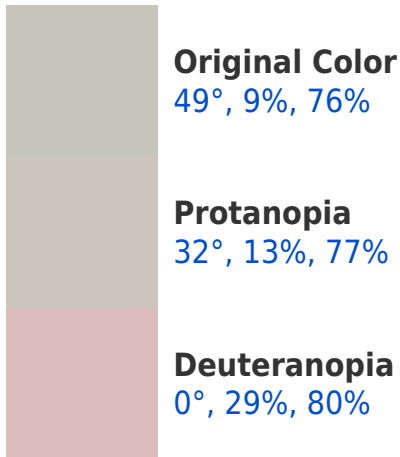 Original Color
49°, 9%, 76%
Protanopia
32°, 13%, 77%
Deuteranopia
0°, 29%, 80%